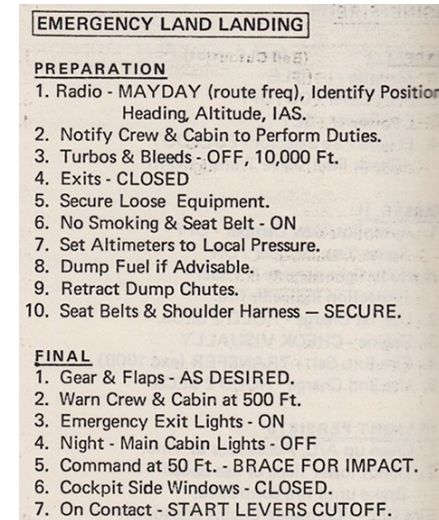 EMERGENCY LAND LANDING
PREPARATION
1. Radio - MAYDAY (route freq), Identify Position
Heading, Altitude, IAS.
2. Notify Crew & Cabin to Perform Duties.
3. Turbos & Bleeds - OFF, 10,000 Ft.
4. Exits - CLOSED
5. Secure Loose Equipment.
6. No Smoking & Seat Belt - ON
7. Set Altimeters to Local Pressure.
8. Dump Fuel if Advisable.
9. Retract Dump Chutes.
10. Seat Belts & Shoulder Harness — SECURE.
FINAL
1. Gear & Flaps AS DESIRED.
2. Warn Crew & Cabin at 500 Ft.
3. Emergency Exit Lights - ON
4. Night - Main Cabin Lights - OFF
5. Command at 50 Ft. - BRACE FOR IMPACT.
6. Cockpit Side Windows - CLOSED.
7. On Contact - START LEVERS CUTOFF.